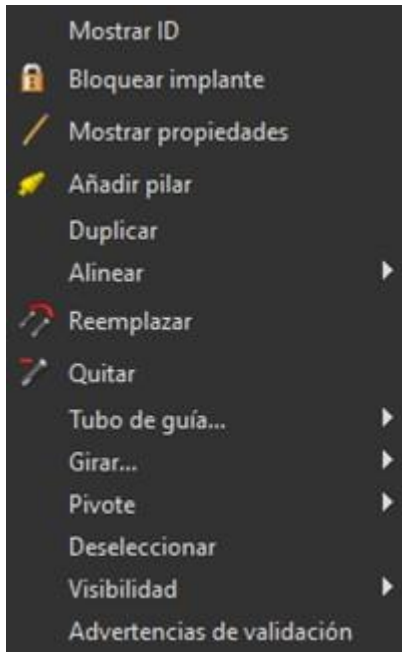 Mostrar ID
Bloquear implante
Mostrar propiedades
Añadir pilar
Duplicar
Alinear
Reemplazar
Quitar
Tubo de guía...
Girar...
Pivote
Deseleccionar
Visibilidad
Advertencias de validación